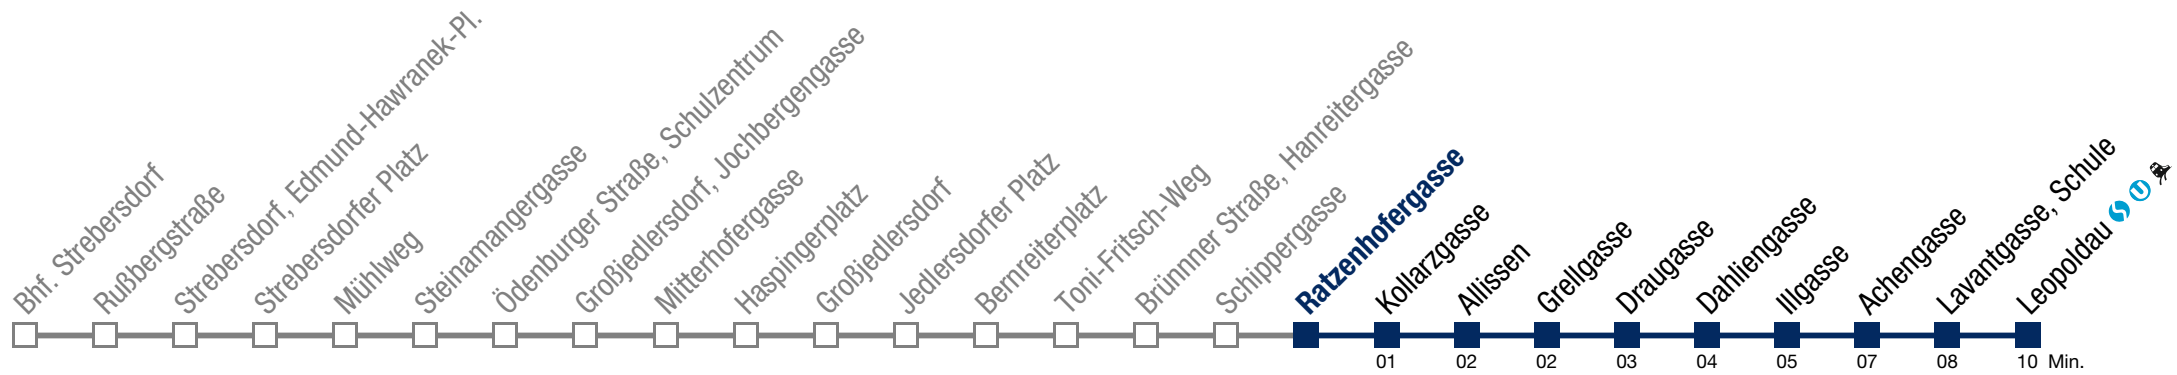 Bhf. Strebersdorf
Rußbergstraße
Strebersdorf, Edmund-Hawranek-Pl.
Strebersdorfer Platz
Mühlweg
Steinamangergasse
Ödenburger Straße, Schulzentrum
Großjedlersdorf, Jochbergengasse
Mitterhofergasse
Haspingerplatz
Großjedlersdorf
Jedlersdorfer Platz
Bernreiterplatz
Toni-Fritsch-Weg
Brünnner Straße, Hanreitergasse
Schippergasse
Ratzenhofergasse
Kollarzgasse
Allissen
Grellgasse
Draugasse
Dahliengasse
Illgasse
Achengasse
Lavantgasse, Schule
Leopoldau S U
01 02 02 03 04 05 07 08 10 Min.